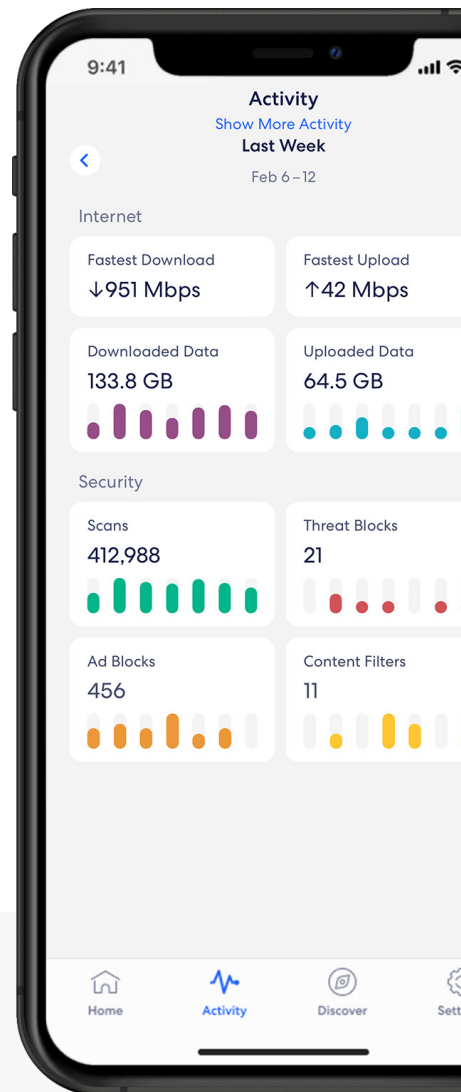 9:41
Activity
Show More Activity
Last Week
Feb 6–12
Internet
Fastest Download
↓951 Mbps
Fastest Upload
↑42 Mbps
Downloaded Data
133.8 GB
Uploaded Data
64.5 GB
Security
Scans
412,988
Threat Blocks
21
Ad Blocks
456
Content Filters
11
Home
Activity
Discover
Sett